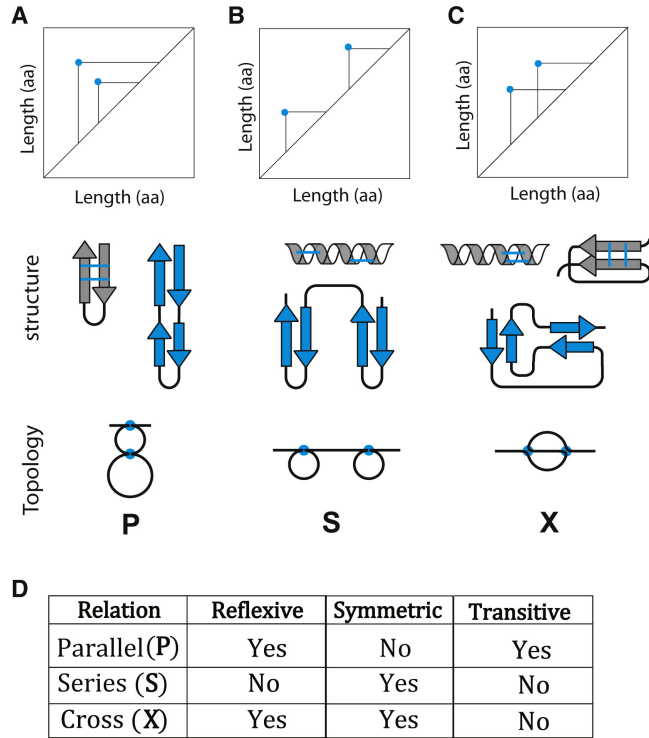 A
B
C
Length (aa)
Length (aa)
Length (aa)
Length (aa)
Length (aa)
Length (aa)
structure
Topology
P
S
X
D
Relation Reflexive Symmetric Transitive
Parallel(P) Yes No Yes
Series (S) No Yes No
Cross (X) Yes Yes No